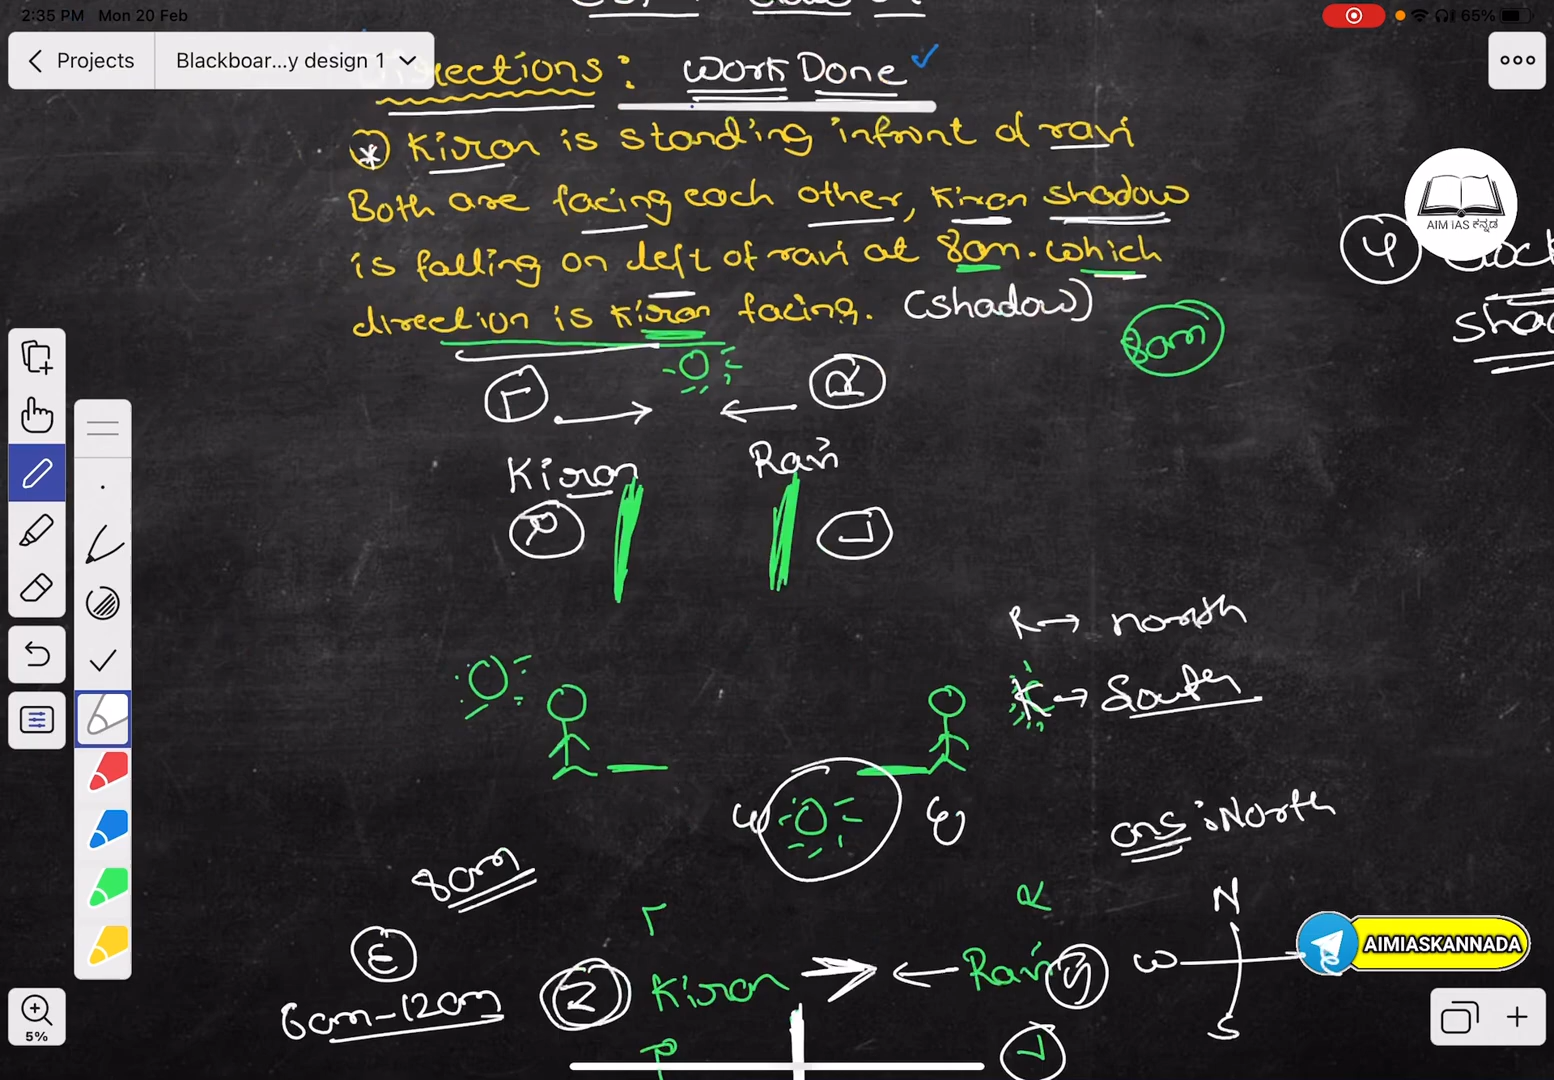 2:35 PM Mon 20 Feb
65%
Projects
Blackboar...y design 1
Directions: Work Done
Kiran is standing infront of ravi
Both are facing each other, Kiran shadow
is falling on left of ravi at 8am. which
direction is Kiran facing. (shadow)
8am
AIM IAS ಕನ್ನಡ
4
L R
Kiran Ravi
R L
R → north
K → South
W E
ans: North
8am
N
L R
E
Kiran Ravi
W
AIMIASKANNADA
6am-12am
R L
S
5%